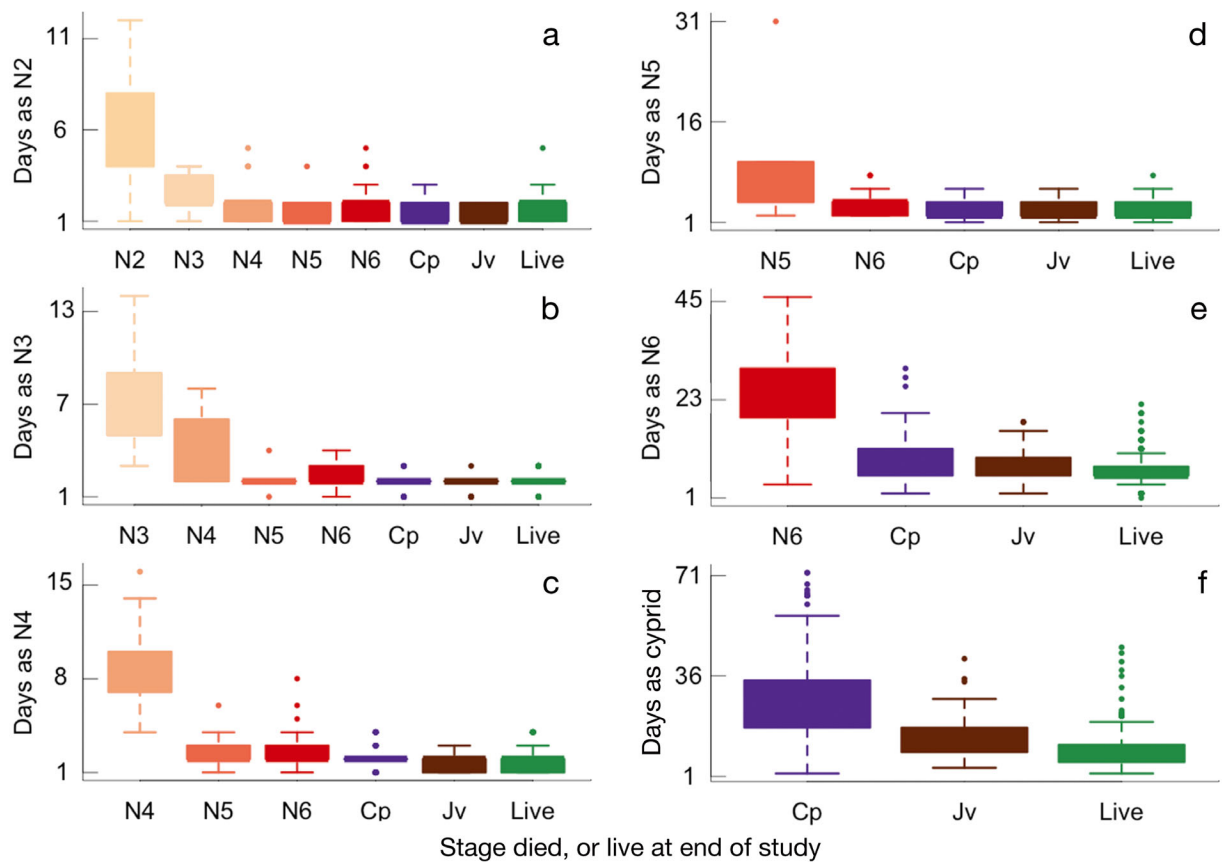 a
Days as N2
11
6
1
N2 N3 N4 N5 N6 Cp Jv Live
b
Days as N3
13
7
1
N3 N4 N5 N6 Cp Jv Live
c
Days as N4
15
8
1
N4 N5 N6 Cp Jv Live
d
Days as N5
31
16
1
N5 N6 Cp Jv Live
e
Days as N6
45
23
1
N6 Cp Jv Live
f
Days as cyprid
71
36
1
Cp Jv Live
Stage died, or live at end of study